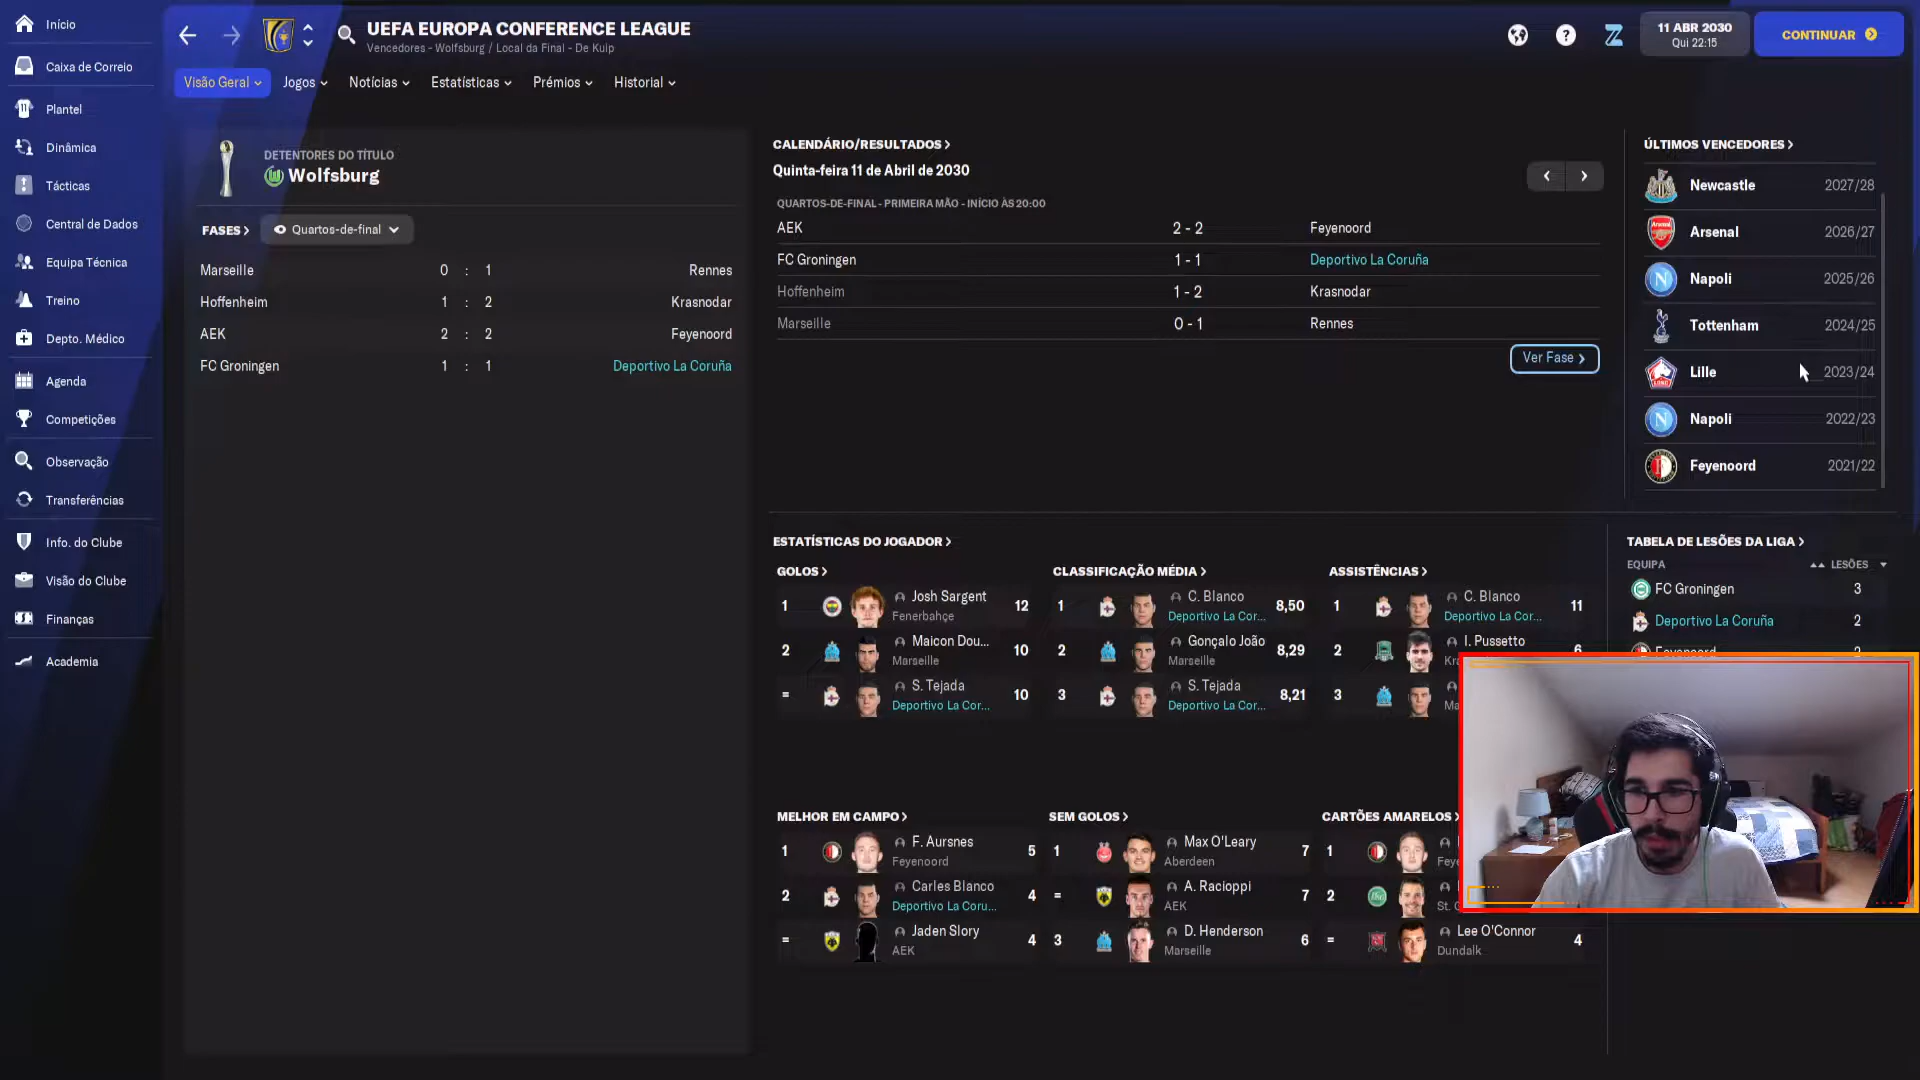 Início
Caixa de Correio
Plantel
Dinâmica
Tácticas
Central de Dados
Equipa Técnica
Treino
Depto. Médico
Agenda
Competições
Observação
Transferências
Info. do Clube
Visão do Clube
Finanças
Academia
UEFA EUROPA CONFERENCE LEAGUE
Vencedores - Wolfsburg / Local da Final - De Kuip
11 ABR 2030
Qui 22:15
CONTINUAR
Visão Geral Jogos Notícias Estatísticas Prémios Historial
DETENTORES DO TÍTULO
Wolfsburg
FASES > Quartos-de-final
Marseille 0 : 1 Rennes
Hoffenheim 1 : 2 Krasnodar
AEK 2 : 2 Feyenoord
FC Groningen 1 : 1 Deportivo La Coruña
CALENDÁRIO/RESULTADOS >
Quinta-feira 11 de Abril de 2030
QUARTOS-DE-FINAL - PRIMEIRA MÃO - INÍCIO ÀS 20:00
AEK 2 - 2 Feyenoord
FC Groningen 1 - 1 Deportivo La Coruña
Hoffenheim 1 - 2 Krasnodar
Marseille 0 - 1 Rennes
Ver Fase >
ÚLTIMOS VENCEDORES >
Newcastle 2027/28
Arsenal 2026/27
Napoli 2025/26
Tottenham 2024/25
Lille 2023/24
Napoli 2022/23
Feyenoord 2021/22
ESTATÍSTICAS DO JOGADOR >
GOLOS >
1 Josh Sargent 12
Fenerbahçe
2 Maicon Dou... 10
Marseille
= S. Tejada 10
Deportivo La Cor...
CLASSIFICAÇÃO MÉDIA >
1 C. Blanco 8,50
Deportivo La Cor...
2 Gonçalo João 8,29
Marseille
3 S. Tejada 8,21
Deportivo La Cor...
ASSISTÊNCIAS >
1 C. Blanco 11
Deportivo La Cor...
2 I. Pussetto 6
3
TABELA DE LESÕES DA LIGA >
EQUIPA LESÕES
FC Groningen 3
Deportivo La Coruña 2
Feyenoord 2
MELHOR EM CAMPO >
1 F. Aursnes 5
Feyenoord
2 Carles Blanco 4
Deportivo La Coru...
= Jaden Slory 4
AEK
SEM GOLOS >
1 Max O'Leary 7
Aberdeen
= A. Racioppi 7
AEK
3 D. Henderson 6
Marseille
CARTÕES AMARELOS >
1
2
= Lee O'Connor 4
Dundalk